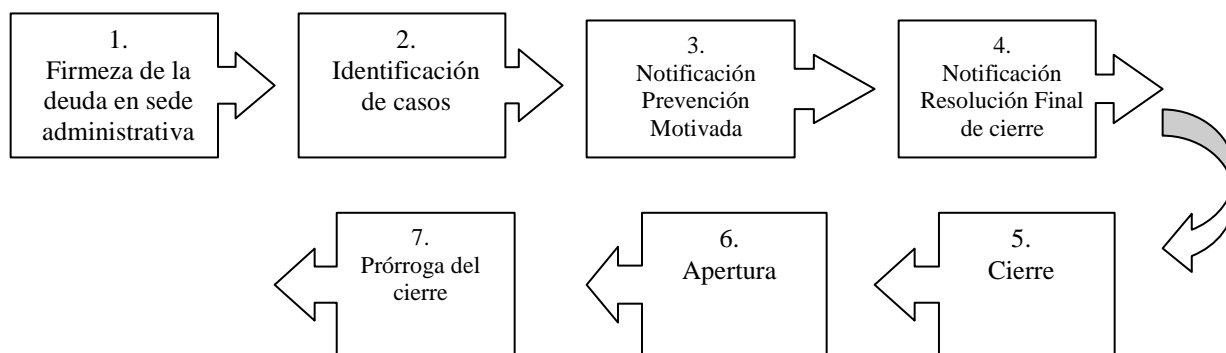 1.
Firmeza de la
deuda en sede
administrativa
2.
Identificación
de casos
3.
Notificación
Prevención
Motivada
4.
Notificación
Resolución Final
de cierre
5.
Cierre
6.
Apertura
7.
Prórroga del
cierre